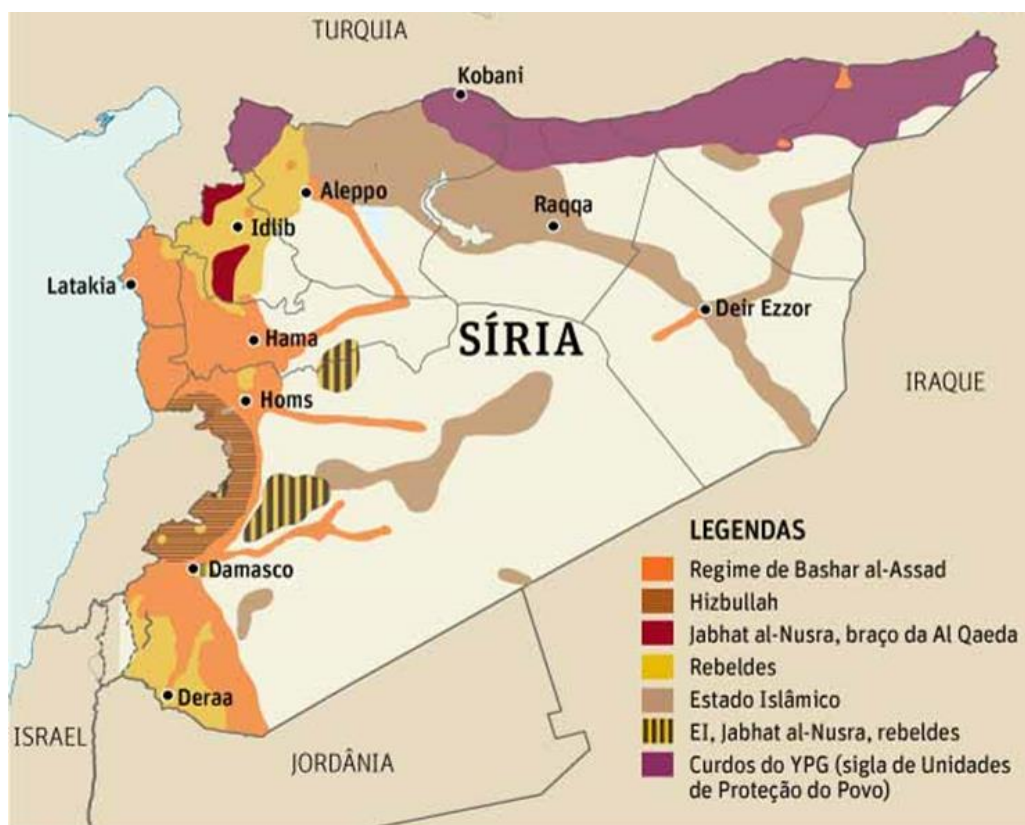 TURQUIA
Kobani
Aleppo
Raqqa
Idlib
Latakia
Deir Ezzor
Hama
SÍRIA
IRAQUE
Homs
LEGENDAS
Damasco
Regime de Bashar al-Assad
Hizbullah
Jabhat al-Nusra, braço da Al Qaeda
Rebeldes
Deraa
Estado Islâmico
EI, Jabhat al-Nusra, rebeldes
ISRAEL
JORDÂNIA
Curdos do YPG (sigla de Unidades
de Proteção do Povo)